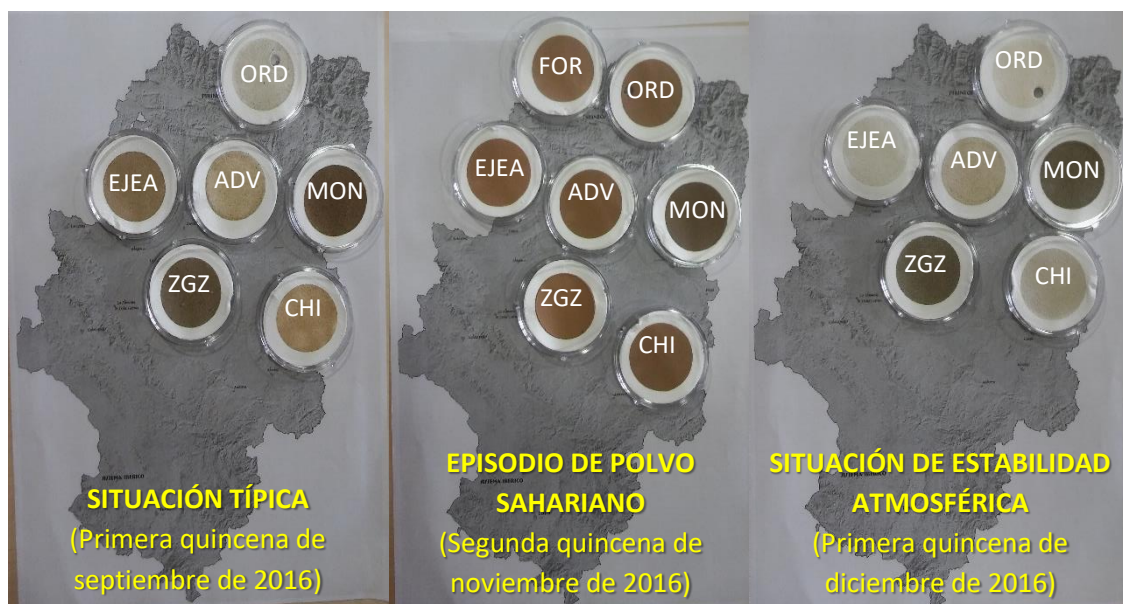 ORD
EJEA
ADV
MON
ZGZ
CHI
SITUACIÓN TÍPICA
(Primera quincena de
septiembre de 2016)
FOR
ORD
EJEA
ADV
MON
ZGZ
CHI
EPISODIO DE POLVO
SAHARIANO
(Segunda quincena de
noviembre de 2016)
ORD
EJEA
ADV
MON
ZGZ
CHI
SITUACIÓN DE ESTABILIDAD
ATMOSFÉRICA
(Primera quincena de
diciembre de 2016)